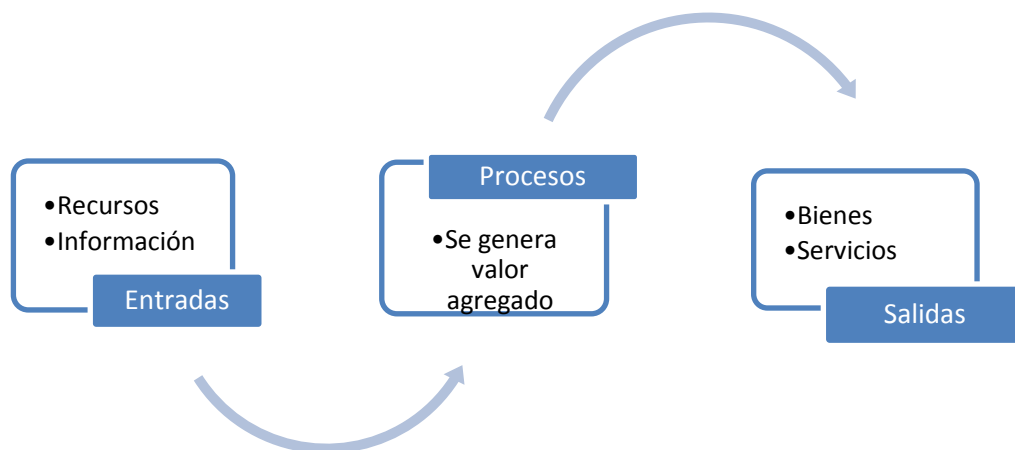 •Recursos
•Información
Entradas
Procesos
•Se genera
valor
agregado
•Bienes
•Servicios
Salidas